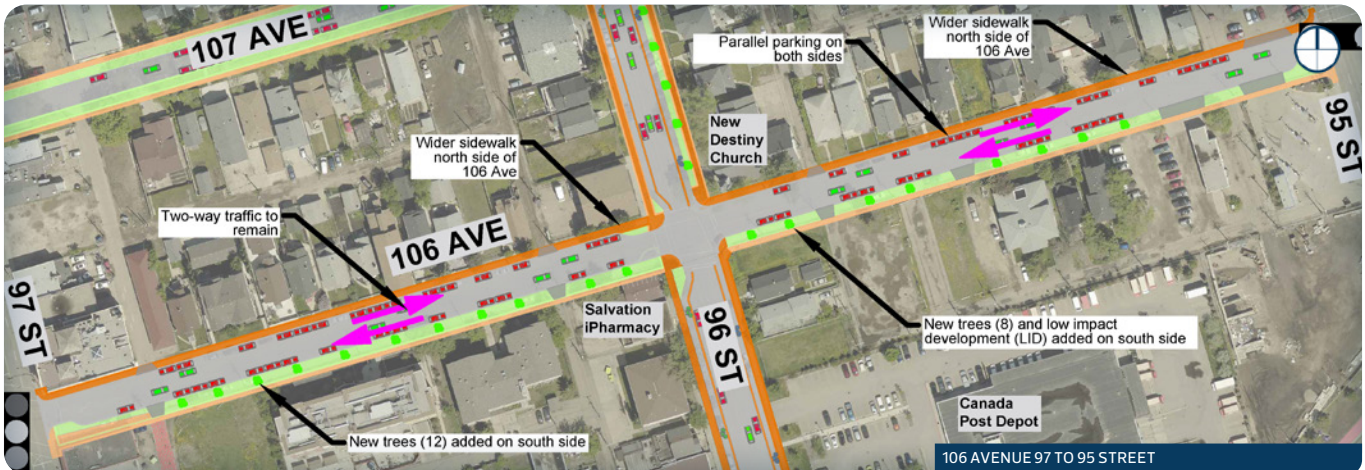 107 AVE
Parallel parking on
both sides
Wider sidewalk
north side of
106 Ave
95 ST
New
Destiny
Church
Wider sidewalk
north side of
106 Ave
Two-way traffic to
remain
106 AVE
97 ST
Salvation
iPharmacy
96 ST
New trees (8) and low impact
development (LID) added on south side
Canada
Post Depot
New trees (12) added on south side
106 AVENUE 97 TO 95 STREET